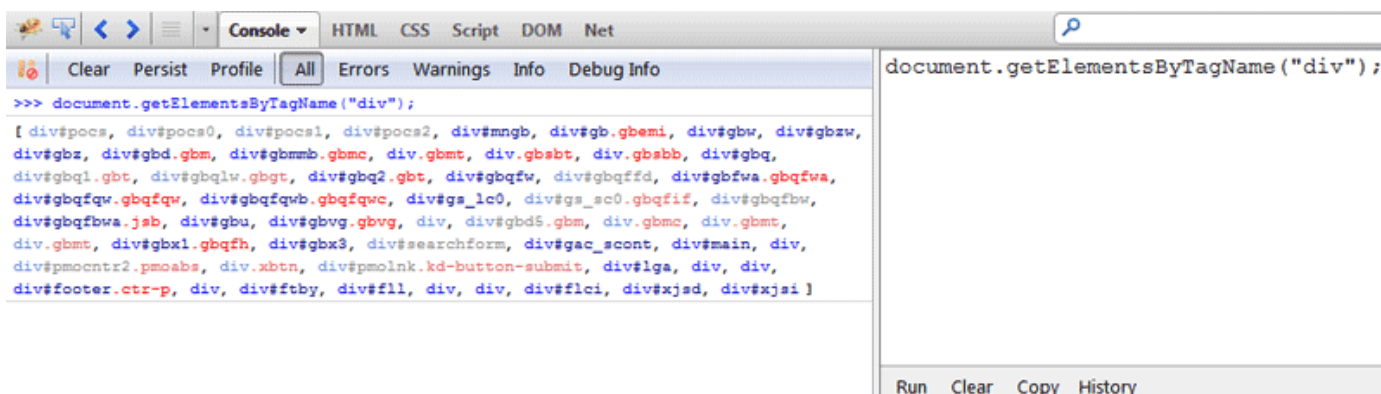 Console HTML CSS Script DOM Net
Clear Persist Profile All Errors Warnings Info Debug Info
>>> document.getElementsByTagName("div");
[ div#pocs, div#pocs0, div#pocs1, div#pocs2, div#mngb, div#gb.gbemi, div#gbw, div#gbzw,
div#gbz, div#gbd.gbm, div#gbmmb.gbmc, div.gbmt, div.gbsbt, div.gbsbb, div#gbq,
div#gbq1.gbt, div#gbqlw.gbgt, div#gbq2.gbt, div#gbqfw, div#gbqffd, div#gbfwa.gbqfwa,
div#gbqfqw.gbqfqw, div#gbqfqwb.gbqfqwc, div#gs_lc0, div#gs_sc0.gbqfif, div#gbqfbw,
div#gbqfbwa.jsb, div#gbu, div#gbvg.gbvg, div, div#gbd5.gbm, div.gbmc, div.gbmt,
div.gbmt, div#gbx1.gbqfh, div#gbx3, div#searchform, div#gac_scont, div#main, div,
div#pmocntr2.pmoabs, div.xbtn, div#pmolnk.kd-button-submit, div#lga, div, div,
div#footer.ctr-p, div, div#ftby, div#fll, div, div, div#flci, div#xjsd, div#xjsi ]
document.getElementsByTagName("div");
Run Clear Copy History